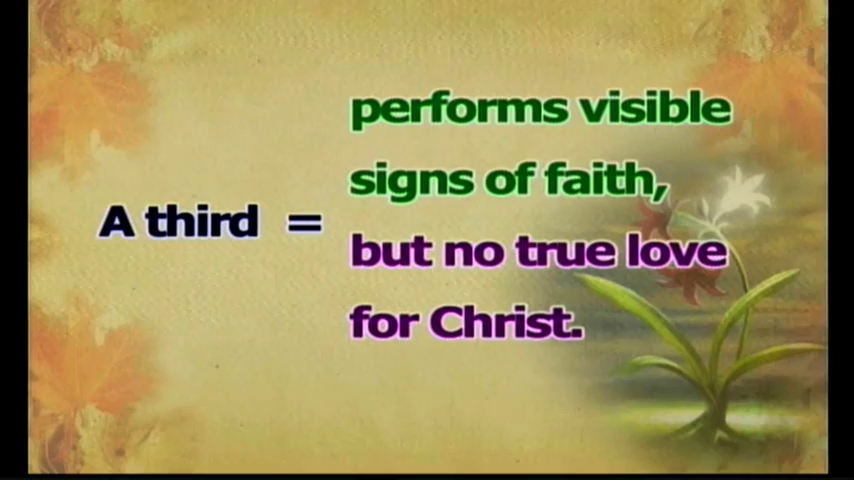 performs visible
signs of faith,
A third =
but no true love
for Christ.